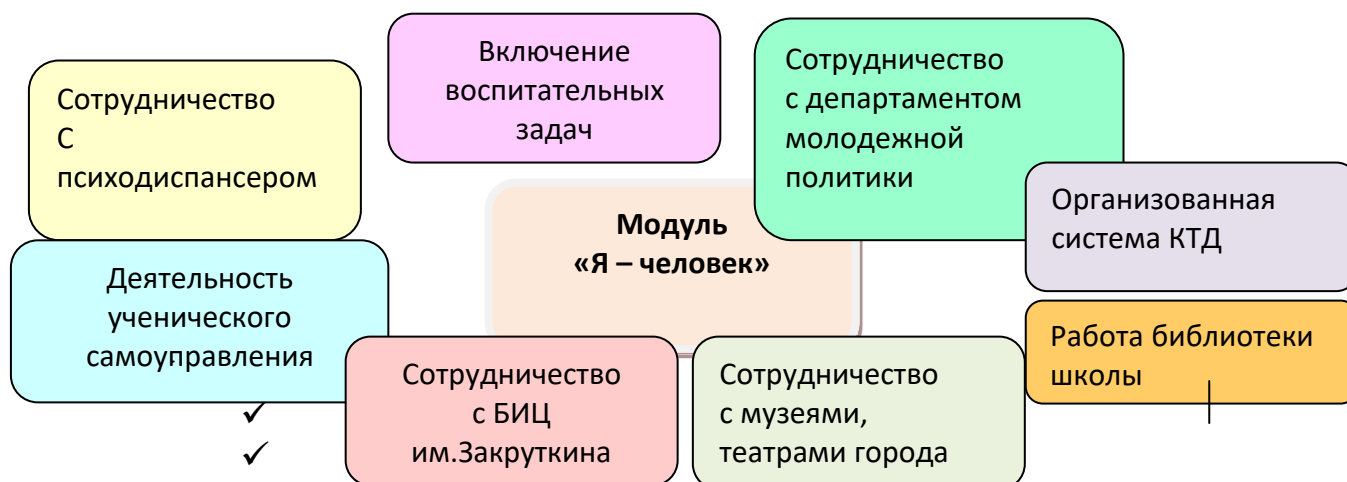 Сотрудничество
С
психодиспансером
Включение
воспитательных
задач
Сотрудничество
с департаментом
молодежной
политики
Организованная
система КТД
Модуль
«Я – человек»
Деятельность
ученического
самоуправления
Сотрудничество
с БИЦ
им.Закруткина
Сотрудничество
с музеями,
театрами города
Работа библиотеки
школы